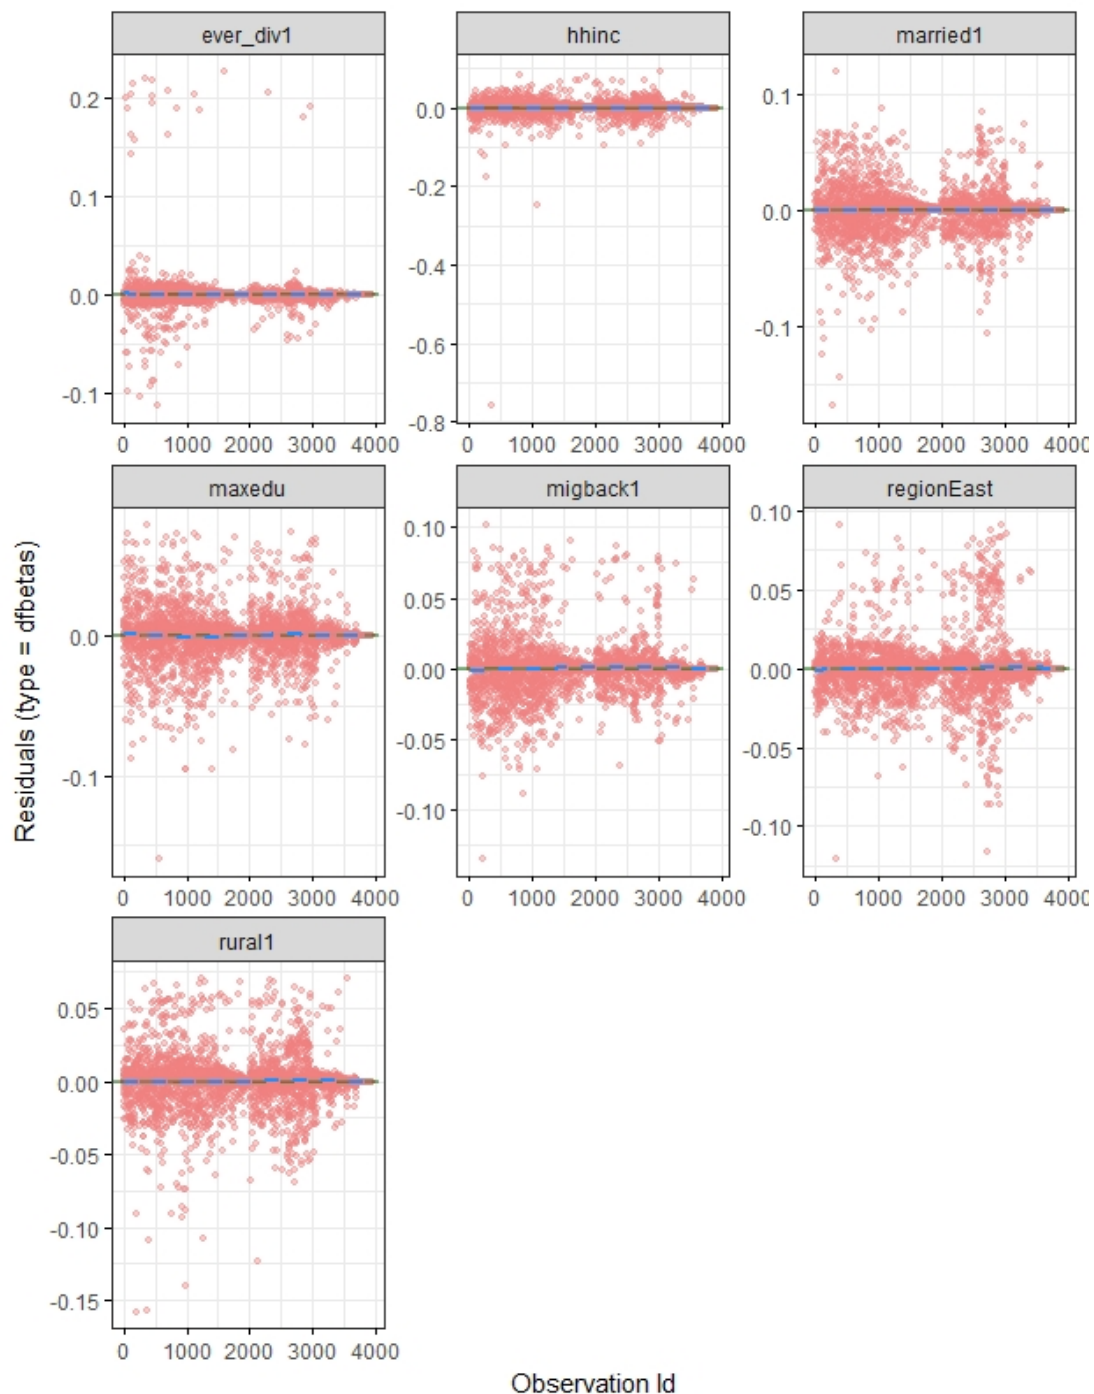 ever_div1 hhinc married1
0.2 0.0 0.1
0.1 -0.2 0.0
0.0 -0.4 -0.1
-0.1 -0.6
-0.8
0 1000 2000 3000 4000 0 1000 2000 3000 4000 0 1000 2000 3000 400
maxedu migback1 regionEast
0.0 0.10 0.10
-0.1 0.05 0.05
0.00 0.00
-0.05 -0.05
-0.10 -0.10
0 1000 2000 3000 4000 0 1000 2000 3000 4000 0 1000 2000 3000 400
rural1
0.05
0.00
-0.05
-0.10
-0.15
0 1000 2000 3000 4000
Residuals (type = dfbetas)
Observation Id